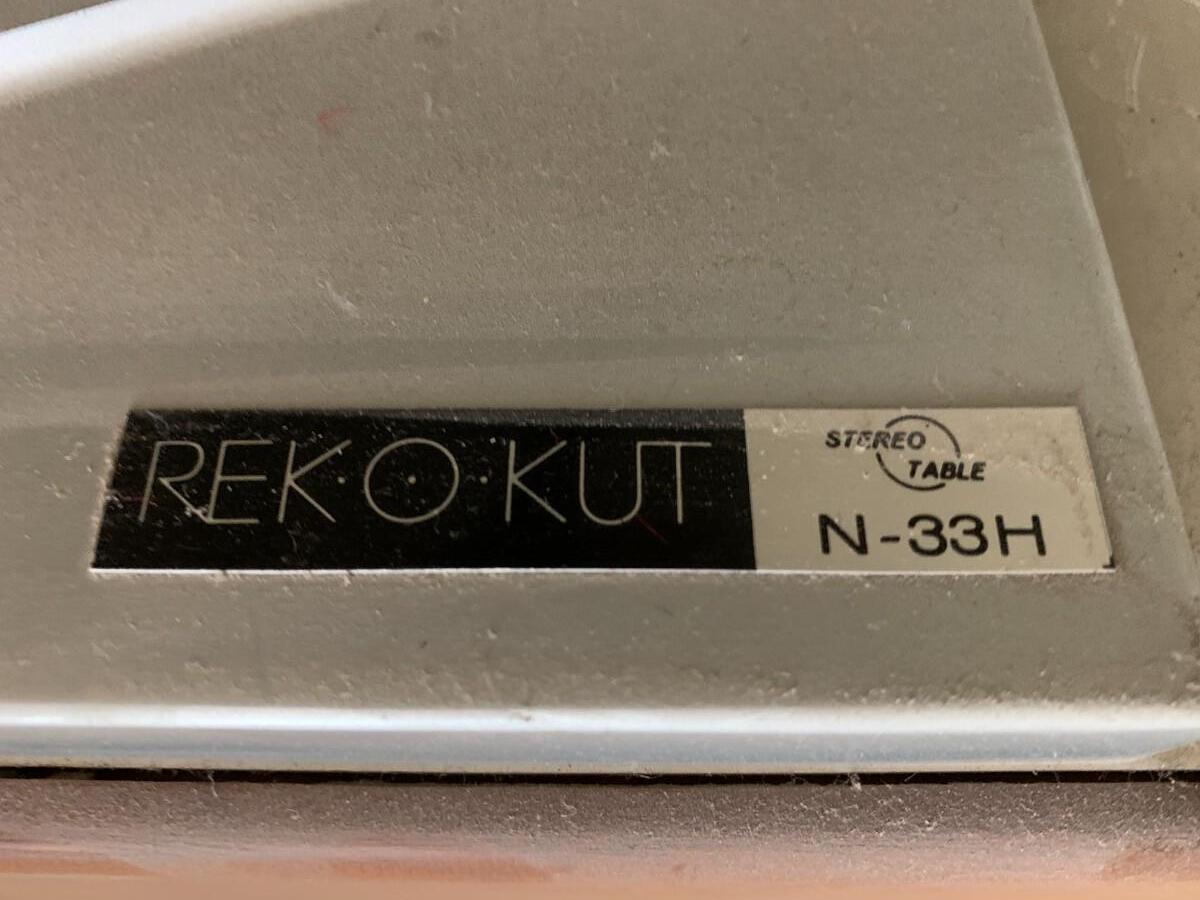 REK·O·KUT
STEREO
TABLE
N-33H